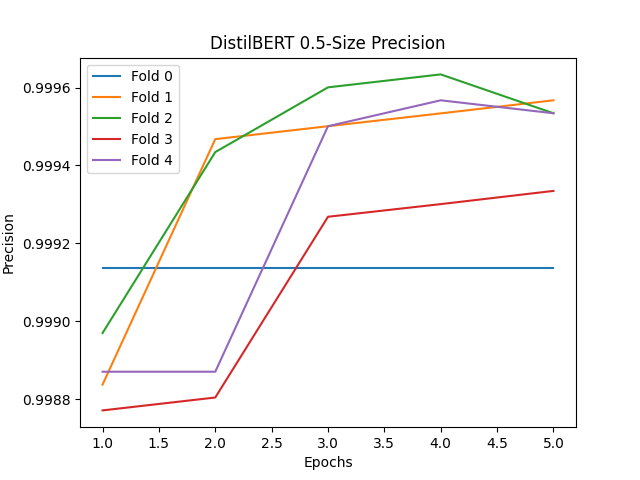 DistilBERT 0.5-Size Precision
Fold 0
Fold 1
Fold 2
Fold 3
Fold 4
0.9996
0.9994
0.9992
0.9990
0.9988
Precision
1.0 1.5 2.0 2.5 3.0 3.5 4.0 4.5 5.0
Epochs